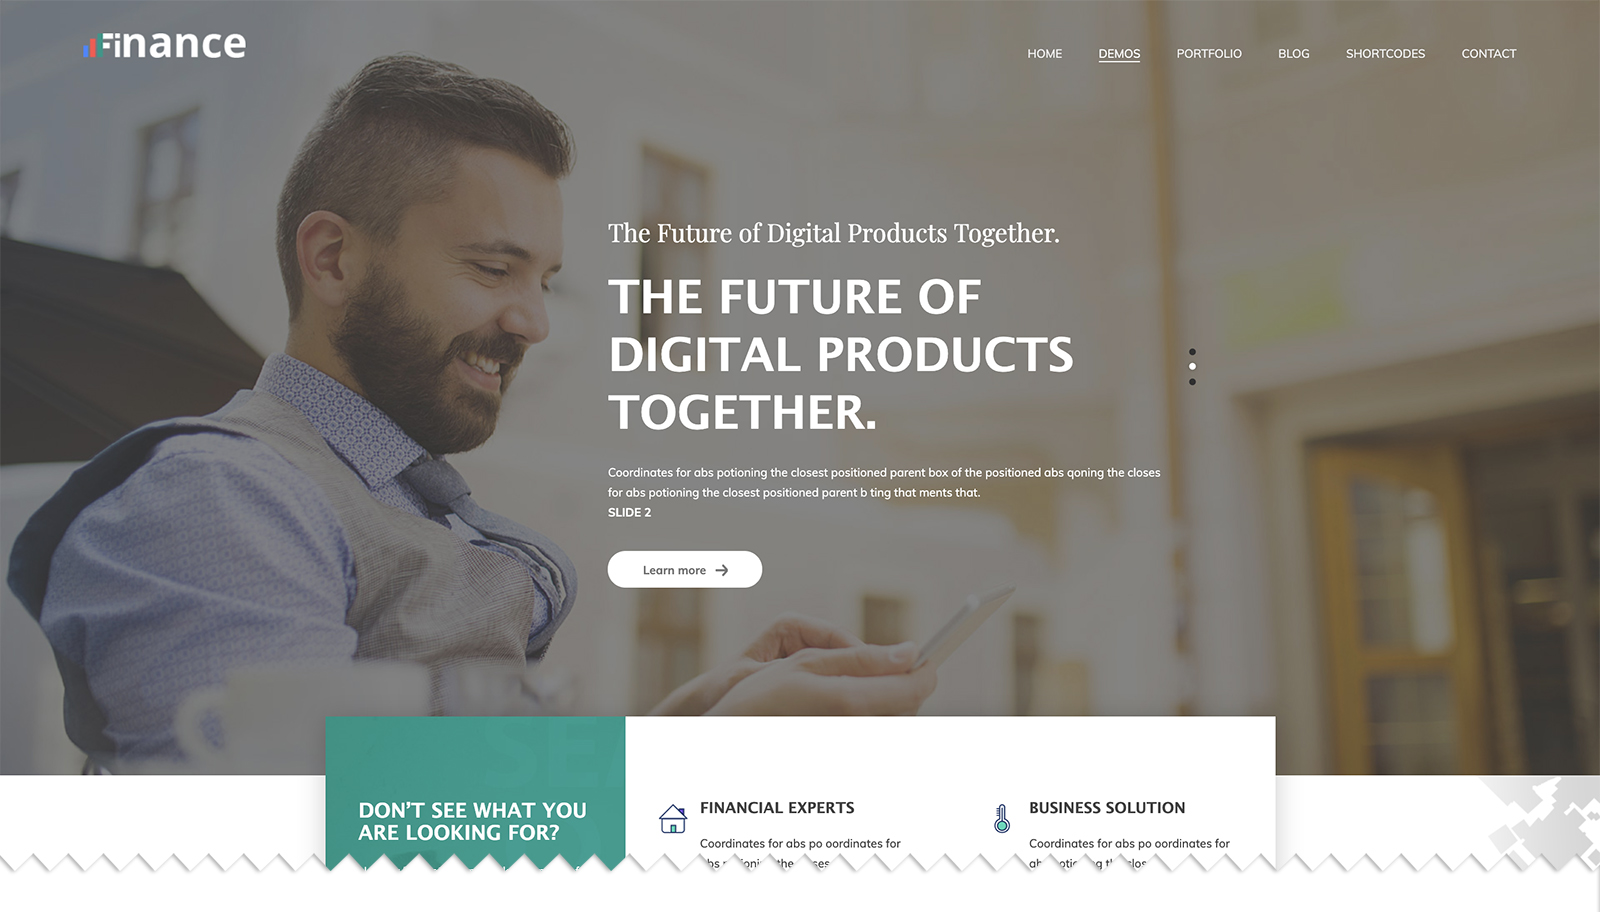 Finance
HOME DEMOS PORTFOLIO BLOG SHORTCODES CONTACT
The Future of Digital Products Together.
THE FUTURE OF
DIGITAL PRODUCTS
TOGETHER.
Coordinates for abs potioning the closest positioned parent box of the positioned abs qoning the closes
for abs potioning the closest positioned parent b ting that ments that.
SLIDE 2
Learn more
DON'T SEE WHAT YOU
ARE LOOKING FOR?
FINANCIAL EXPERTS
Coordinates for abs po oordinates for
BUSINESS SOLUTION
Coordinates for abs po oordinates for